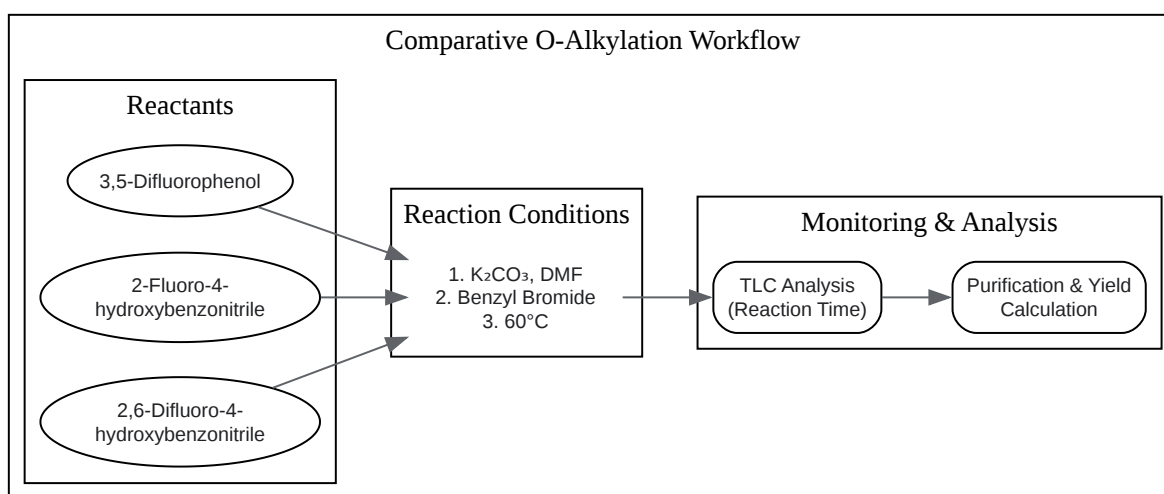 Comparative O-Alkylation Workflow
Reactants
3,5-Difluorophenol
2-Fluoro-4-
hydroxybenzonitrile
2,6-Difluoro-4-
hydroxybenzonitrile
Reaction Conditions
1. K₂CO₃, DMF
2. Benzyl Bromide
3. 60°C
Monitoring & Analysis
TLC Analysis
(Reaction Time)
Purification & Yield
Calculation